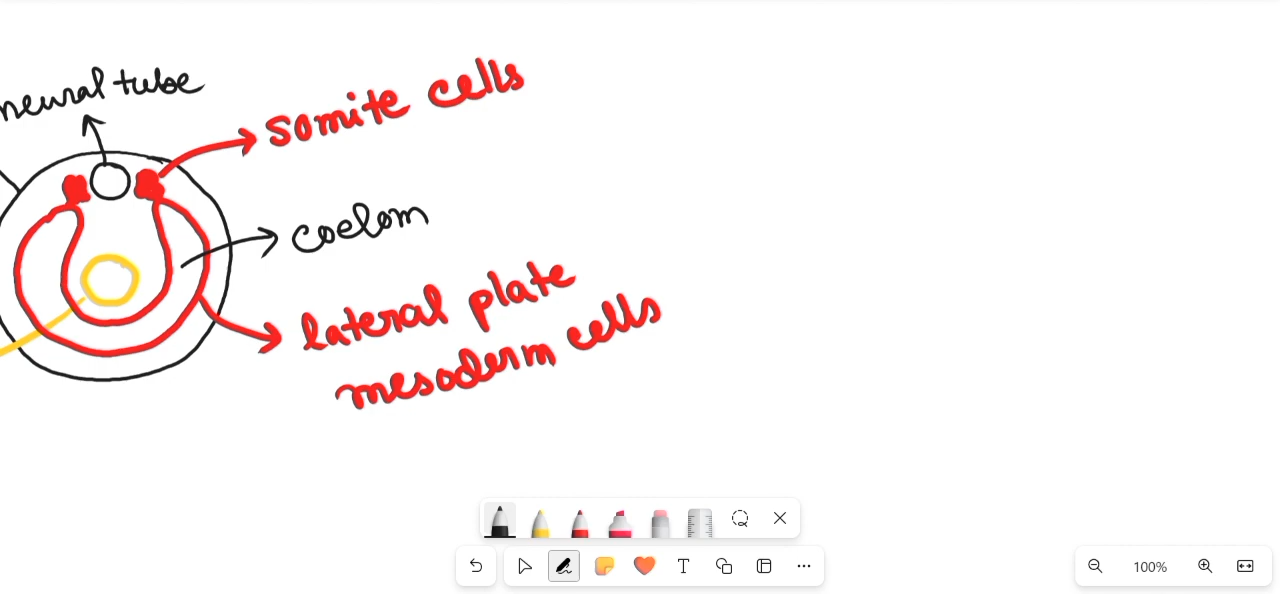 neural tube
somite cells
coelom
lateral plate
mesoderm cells
T
100%